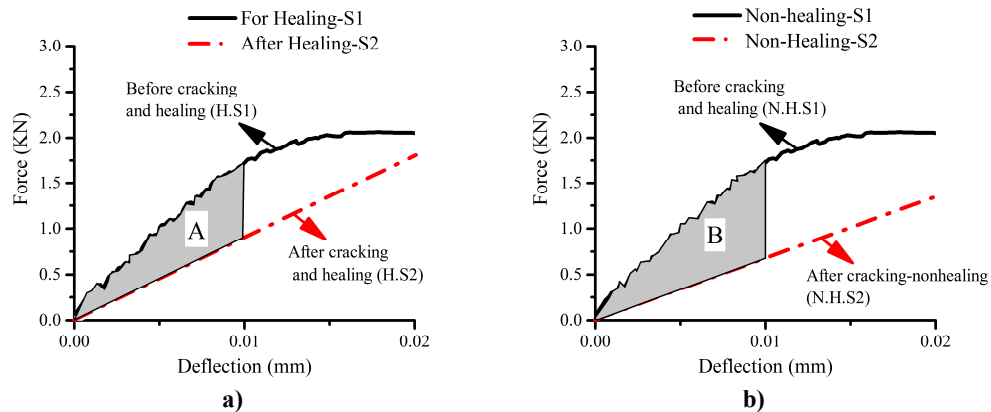 For Healing-S1
After Healing-S2
3.0
2.5
2.0
1.5
1.0
0.5
0.0
Force (KN)
Before cracking
and healing (H.S1)
A
After cracking
and healing (H.S2)
0.00
0.01
0.02
Deflection (mm)
a)
Non-healing-S1
Non-Healing-S2
3.0
2.5
2.0
1.5
1.0
0.5
0.0
Force (KN)
Before cracking
and healing (N.H.S1)
B
After cracking-nonhealing
(N.H.S2)
0.00
0.01
0.02
Deflection (mm)
b)